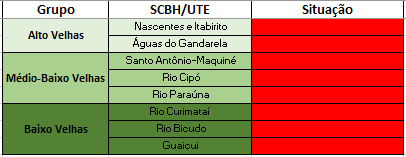 Grupo SCBH/UTE Situação
Alto Velhas Nascentes e Itabirito
Águas do Gandarela
Médio-Baixo Velhas Santo Antônio-Maquiné
Rio Cipó
Rio Paraúna
Baixo Velhas Rio Curimataí
Rio Bicudo
Guaicui